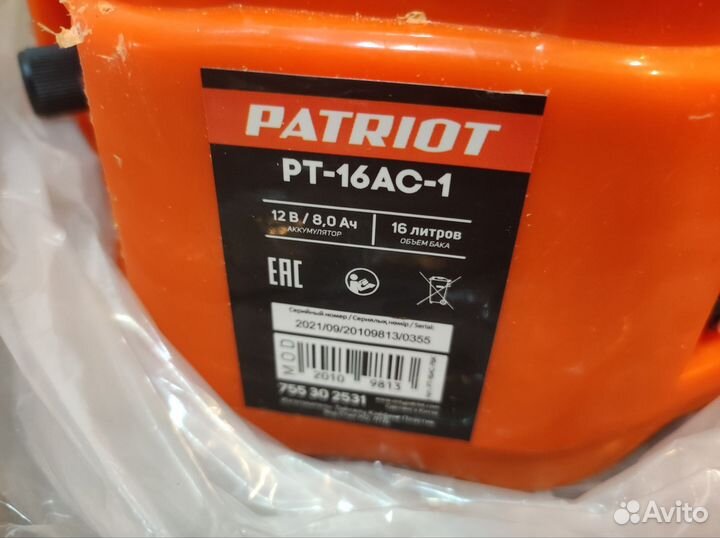 PATRIOT
PT-16AC-1
12 В / 8,0 Ач
АККУМУЛЯТОР
16 литров
ОБЪЕМ БАКА
EAC
Серийный номер / Сериялық нөмір / Serial:
2021/09/20109813/0355
MOD
2010 9813
755 30 2531
Avito